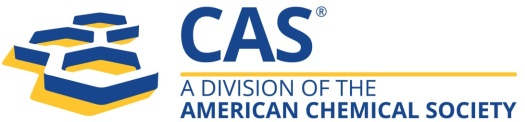 CAS®
A DIVISION OF THE
AMERICAN CHEMICAL SOCIETY